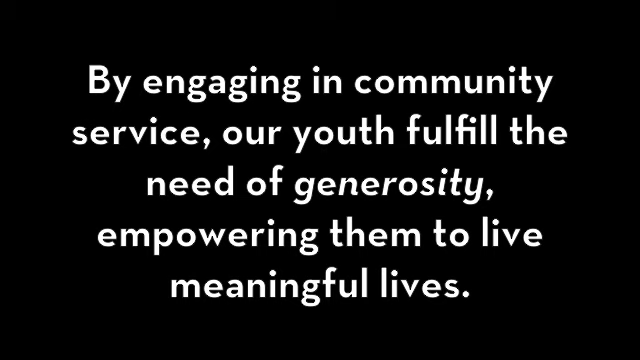 By engaging in community
service, our youth fulfill the
need of generosity,
empowering them to live
meaningful lives.